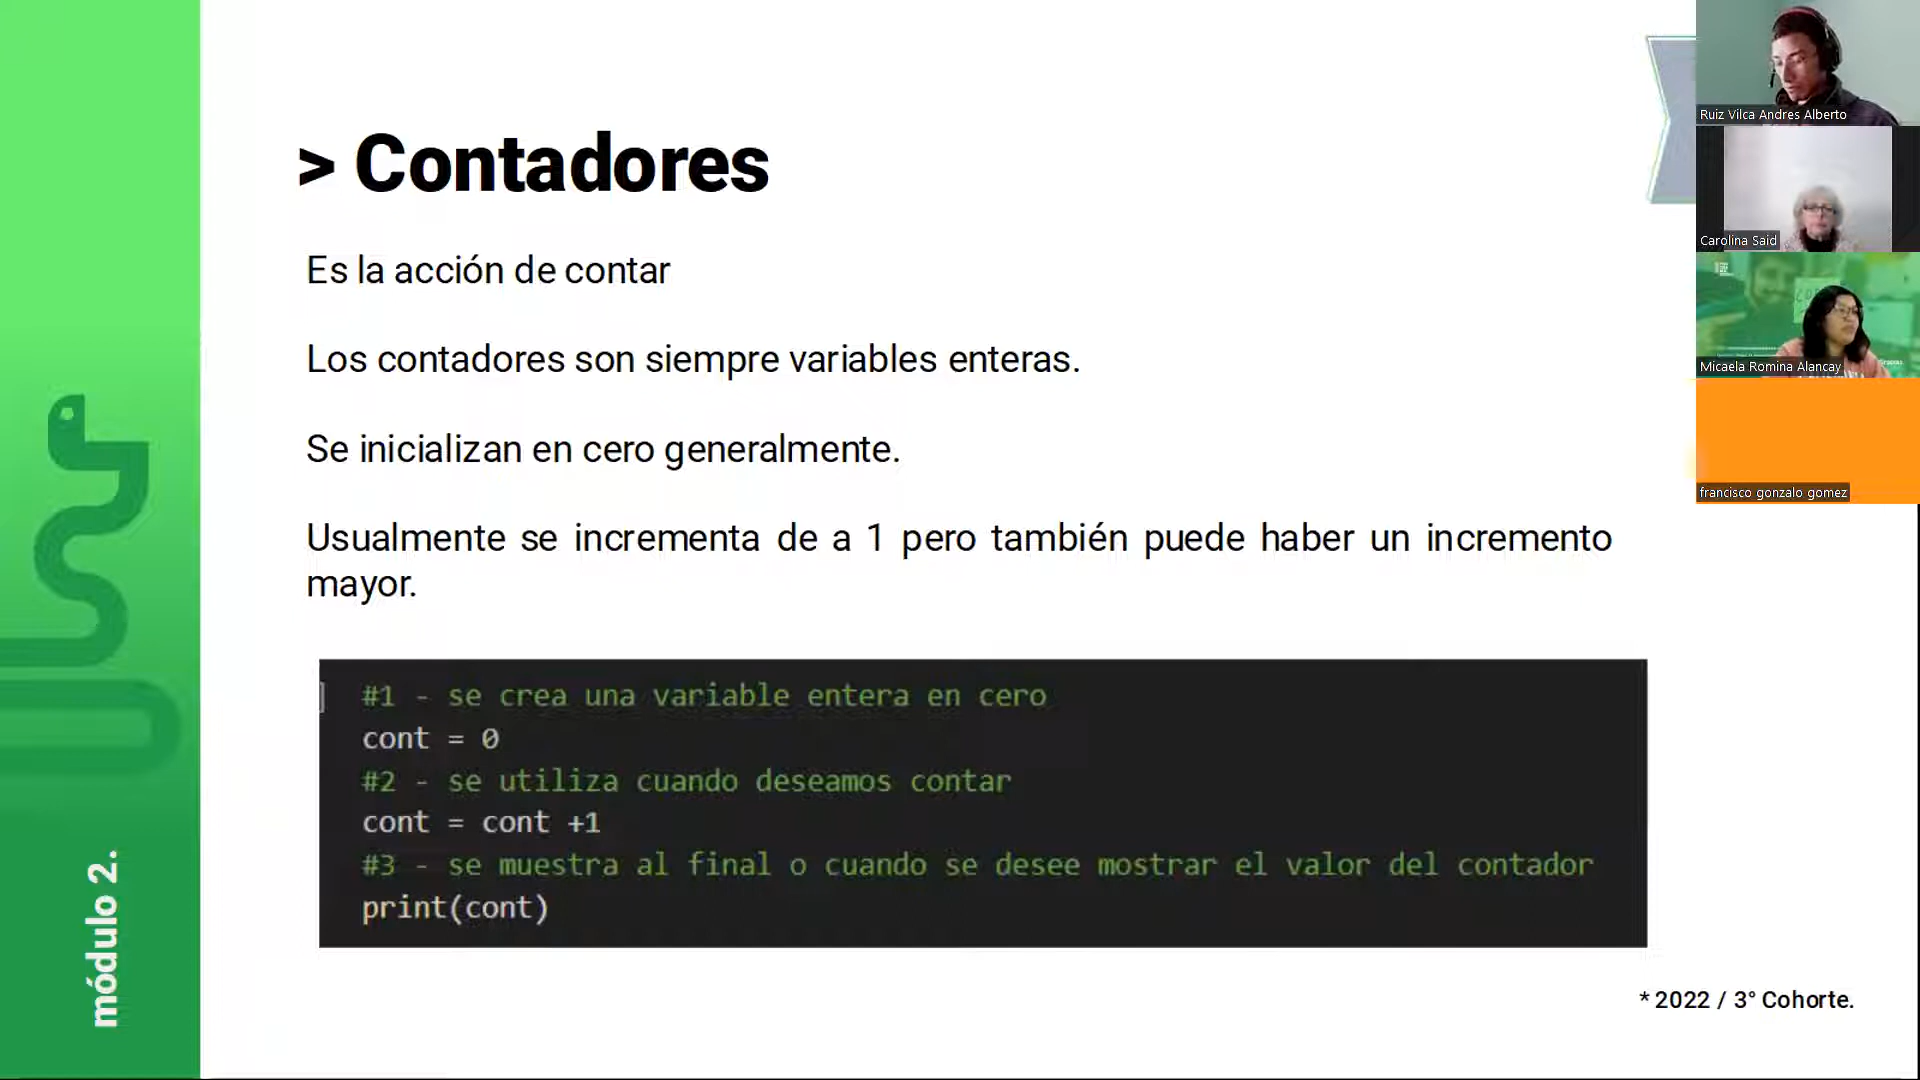 > Contadores
Es la acción de contar
Los contadores son siempre variables enteras.
Se inicializan en cero generalmente.
Usualmente se incrementa de a 1 pero también puede haber un incremento
mayor.
#1 - se crea una variable entera en cero
cont = 0
#2 - se utiliza cuando deseamos contar
cont = cont +1
#3 - se muestra al final o cuando se desee mostrar el valor del contador
print(cont)
módulo 2.
* 2022 / 3° Cohorte.
Ruiz Vilca Andres Alberto
Carolina Said
Micaela Romina Alancay
francisco gonzalo gomez